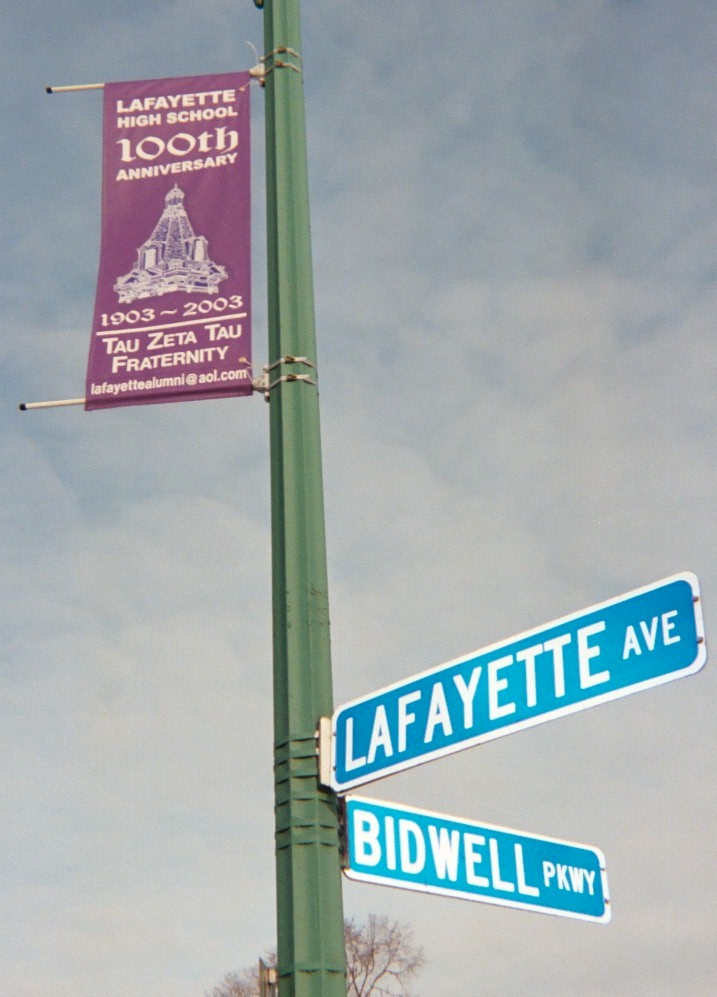 LAFAYETTE
HIGH SCHOOL
100th
ANNIVERSARY
1903 ~ 2003
TAU ZETA TAU
FRATERNITY
lafayettealumni@aol.com
LAFAYETTE AVE
BIDWELL PKWY